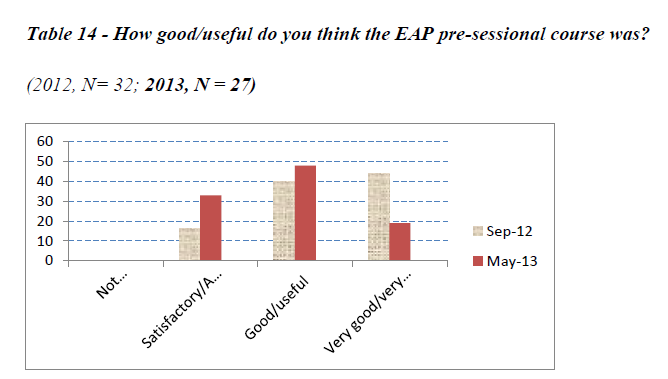 Table 14 - How good/useful do you think the EAP pre-sessional course was?
(2012, N= 32; 2013, N = 27)
60
50
40
30
20
10
0
Not...
Satisfactory/A...
Good/useful
Very good/very...
Sep-12
May-13